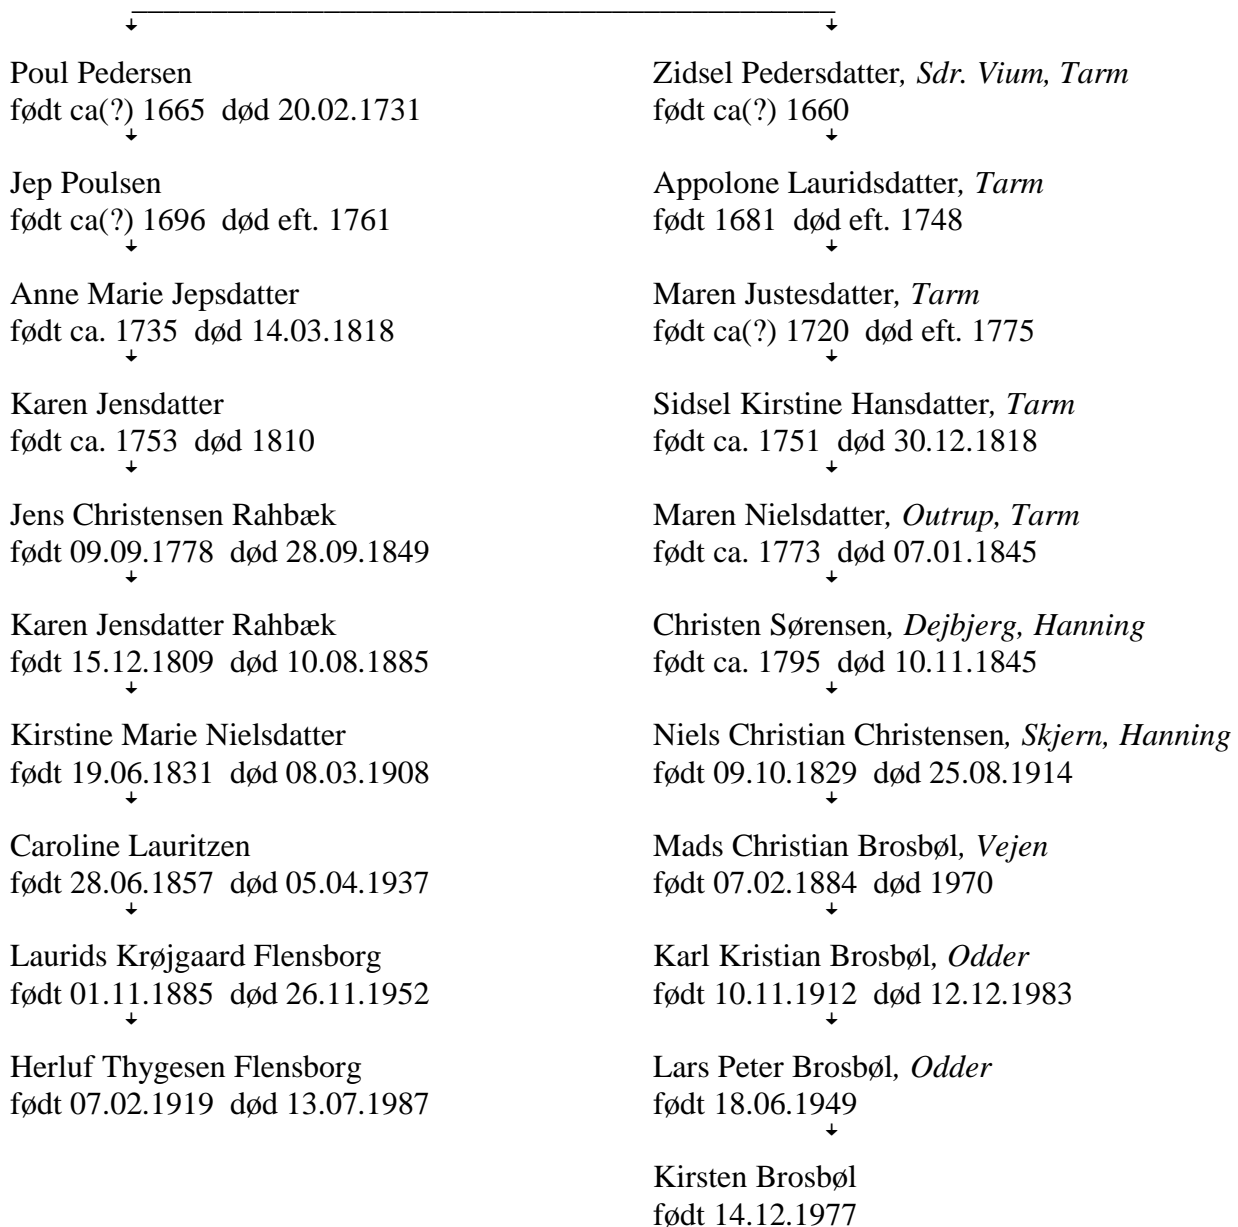 Poul Pedersen
født ca(?) 1665 død 20.02.1731
Jep Poulsen
født ca(?) 1696 død eft. 1761
Anne Marie Jepsdatter
født ca. 1735 død 14.03.1818
Karen Jensdatter
født ca. 1753 død 1810
Jens Christensen Rahbæk
født 09.09.1778 død 28.09.1849
Karen Jensdatter Rahbæk
født 15.12.1809 død 10.08.1885
Kirstine Marie Nielsdatter
født 19.06.1831 død 08.03.1908
Caroline Lauritzen
født 28.06.1857 død 05.04.1937
Laurids Krøjgaard Flensborg
født 01.11.1885 død 26.11.1952
Herluf Thygesen Flensborg
født 07.02.1919 død 13.07.1987
Zidsel Pedersdatter, Sdr. Vium, Tarm
født ca(?) 1660
Appolone Lauridsdatter, Tarm
født 1681 død eft. 1748
Maren Justesdatter, Tarm
født ca(?) 1720 død eft. 1775
Sidsel Kirstine Hansdatter, Tarm
født ca. 1751 død 30.12.1818
Maren Nielsdatter, Outrup, Tarm
født ca. 1773 død 07.01.1845
Christen Sørensen, Dejbjerg, Hanning
født ca. 1795 død 10.11.1845
Niels Christian Christensen, Skjern, Hanning
født 09.10.1829 død 25.08.1914
Mads Christian Brosbøl, Vejen
født 07.02.1884 død 1970
Karl Kristian Brosbøl, Odder
født 10.11.1912 død 12.12.1983
Lars Peter Brosbøl, Odder
født 18.06.1949
Kirsten Brosbøl
født 14.12.1977